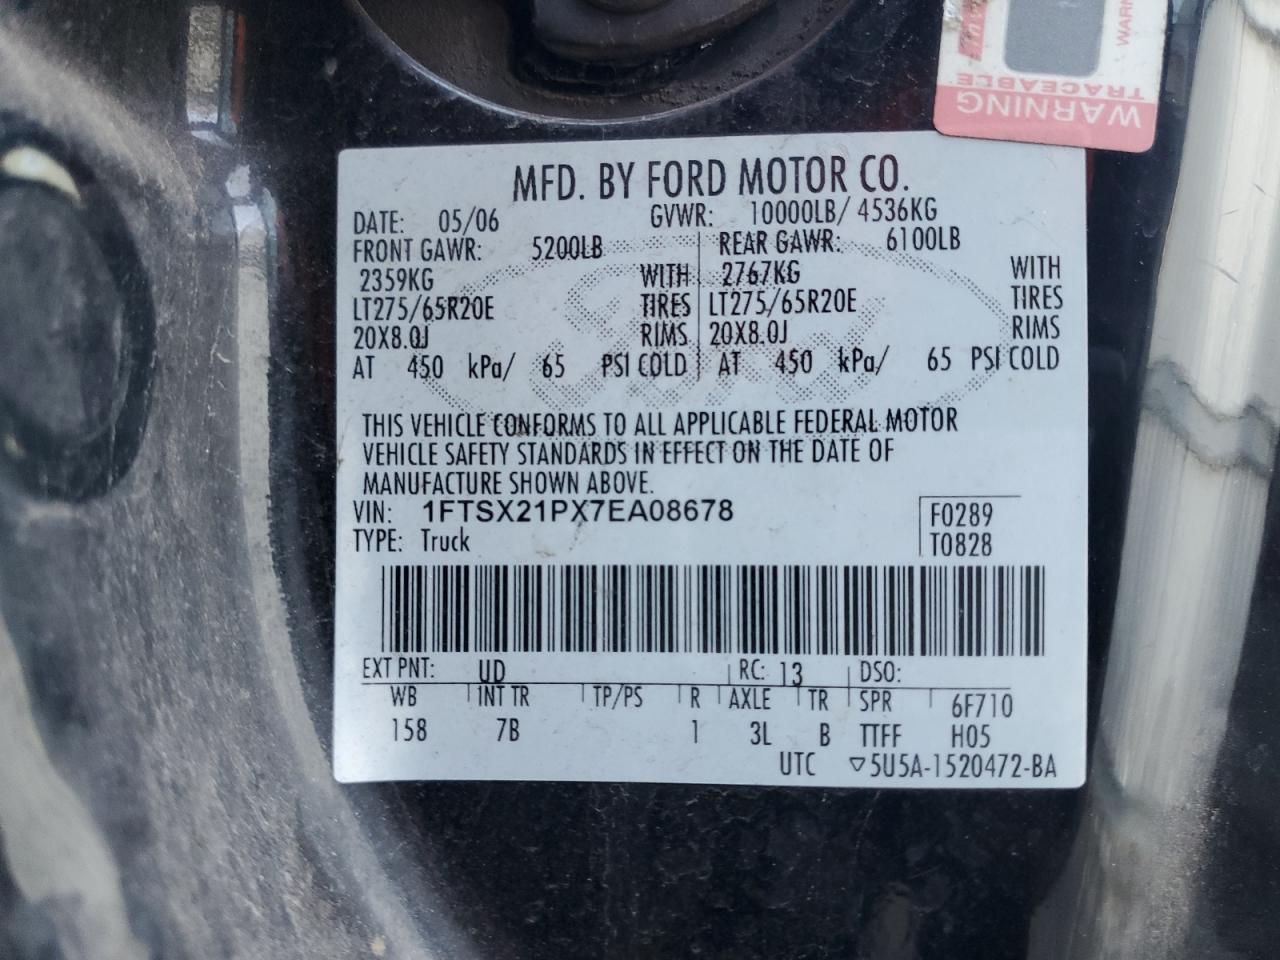 WARN
TRACEABLE
WARNING
MFD. BY FORD MOTOR CO.
DATE: 05/06 GVWR: 10000LB/ 4536KG
FRONT GAWR: 5200LB REAR GAWR: 6100LB
2359KG WITH 2767KG WITH
LT275/65R20E TIRES LT275/65R20E TIRES
20X8.0J RIMS 20X8.0J RIMS
AT 450 kPa/ 65 PSI COLD AT 450 kPa/ 65 PSI COLD
THIS VEHICLE CONFORMS TO ALL APPLICABLE FEDERAL MOTOR
VEHICLE SAFETY STANDARDS IN EFFECT ON THE DATE OF
MANUFACTURE SHOWN ABOVE.
VIN: 1FTSX21PX7EA08678 F0289
TYPE: Truck T0828
EXT PNT: UD RC: 13 DSO:
WB INT TR TP/PS R AXLE TR SPR 6F710
158 7B 1 3L B TTFF H05
UTC ▽5U5A-1520472-BA